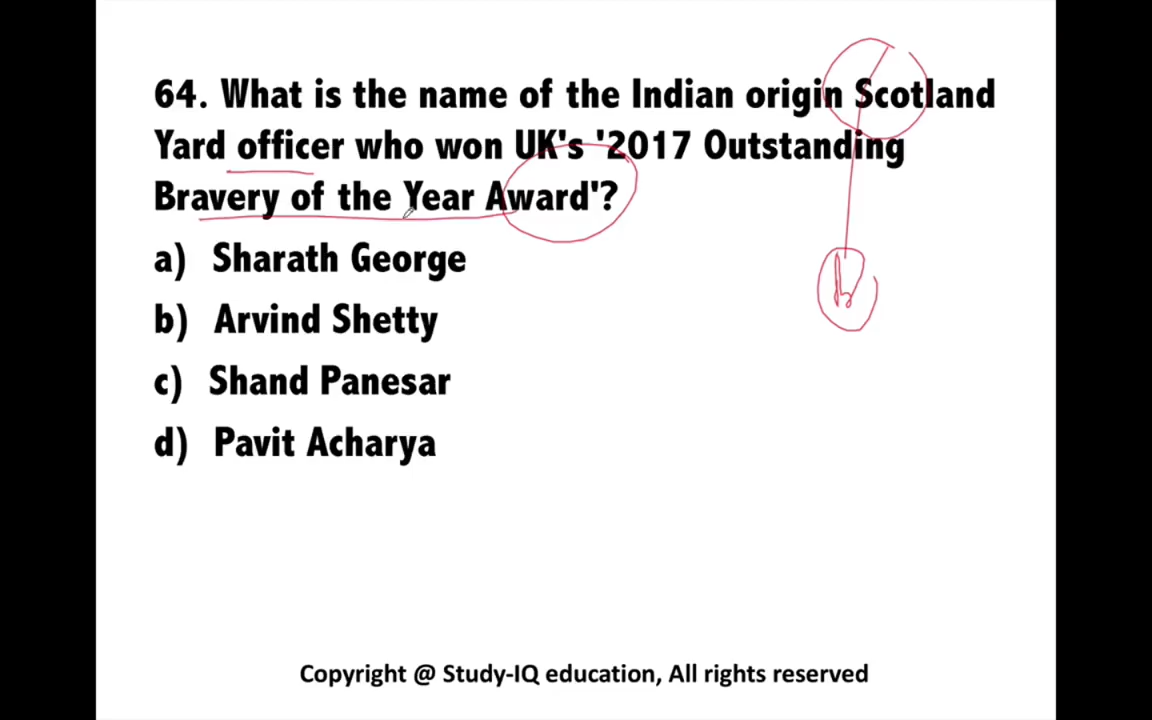 64. What is the name of the Indian origin Scotland
Yard officer who won UK's '2017 Outstanding
Bravery of the Year Award'?
a) Sharath George
b) Arvind Shetty
c) Shand Panesar
d) Pavit Acharya
Copyright @ Study-IQ education, All rights reserved